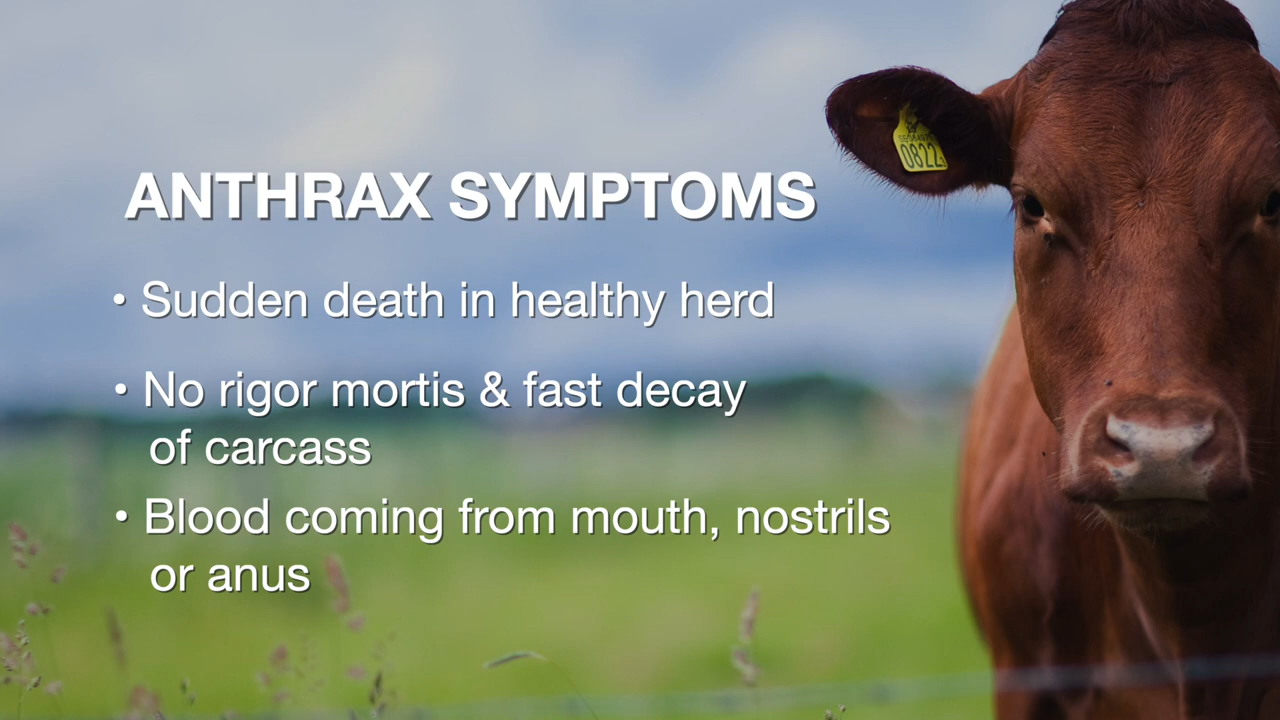 ANTHRAX SYMPTOMS
• Sudden death in healthy herd
• No rigor mortis & fast decay
of carcass
• Blood coming from mouth, nostrils
or anus
0822